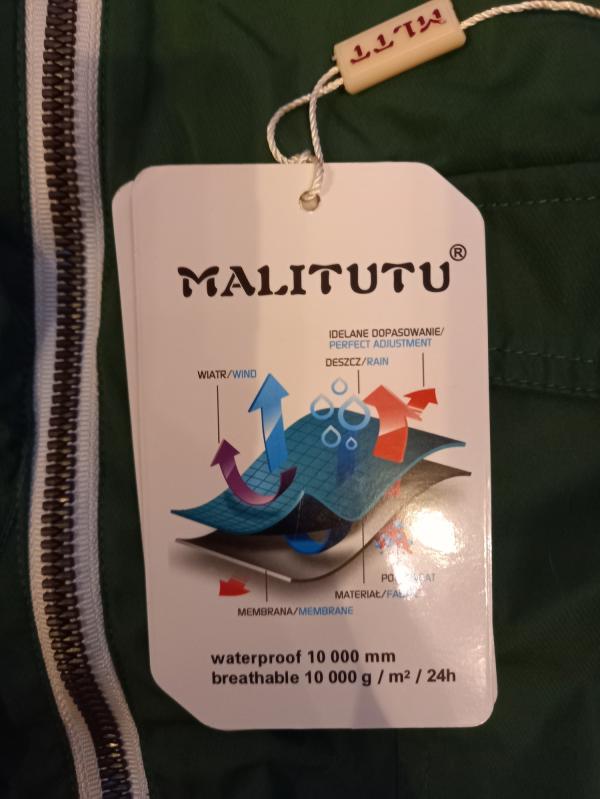 MLTT
MALITUTU®
IDELANE DOPASOWANIE/
PERFECT ADJUSTMENT
DESZCZ/RAIN
WIATR/WIND
MATERIAŁ/
MEMBRANA/MEMBRANE
waterproof 10 000 mm
breathable 10 000 g / m² / 24h